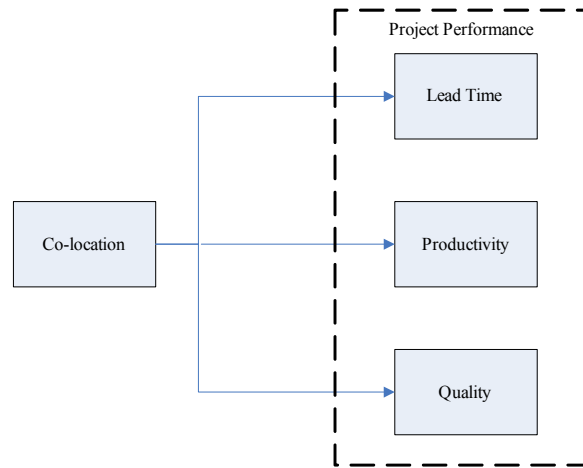 Project Performance
Lead Time
Co-location
Productivity
Quality